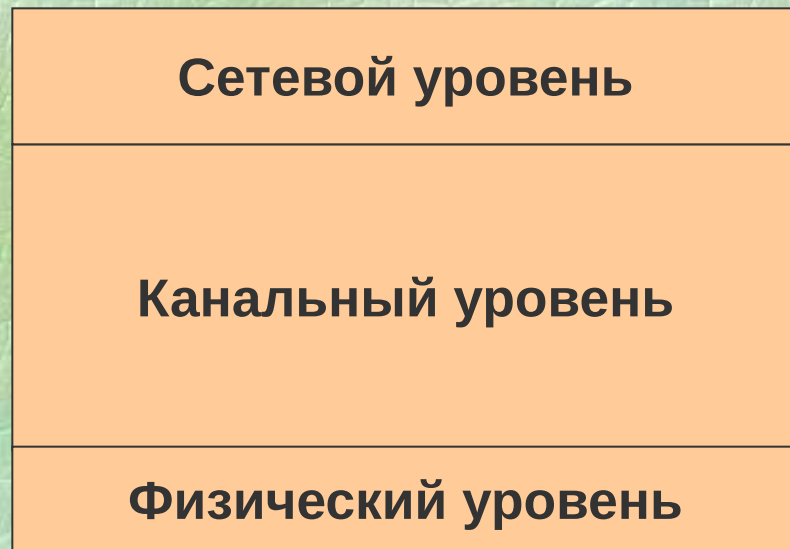 Сетевой уровень
Канальный уровень
Физический уровень